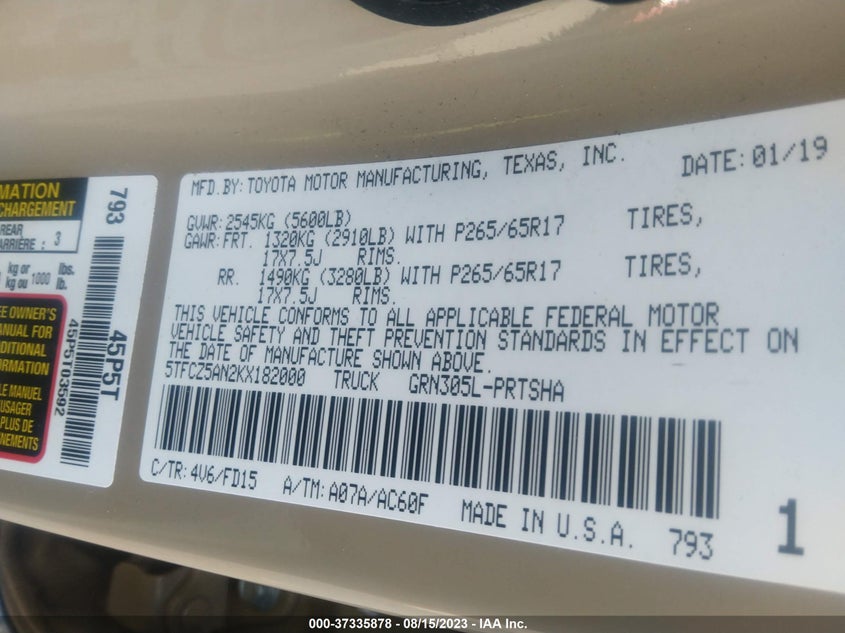 MFD.BY:TOYOTA MOTOR MANUFACTURING, TEXAS, INC. DATE:01/19
GVWR:2545KG (5600LB)
GAWR:FRT. 1320KG (2910LB) WITH P265/65R17 TIRES,
17X7.5J RIMS.
RR. 1490KG (3280LB) WITH P265/65R17 TIRES,
17X7.5J RIMS.
THIS VEHICLE CONFORMS TO ALL APPLICABLE FEDERAL MOTOR
VEHICLE SAFETY AND THEFT PREVENTION STANDARDS IN EFFECT ON
THE DATE OF MANUFACTURE SHOWN ABOVE.
5TFCZ5AN2KX182000 TRUCK GRN305L-PRTSHA
C/TR:4V6/FD15 A/TM:A07A/AC60F MADE IN U.S.A. 793
1
MATION
CHARGEMENT
REAR
ARRIÈRE : 3
kg or lbs.
kg ou 1000 lb.
EE OWNER'S
ANUAL FOR
DDITIONAL
FORMATION
LE MANUEL
USAGER
PLUS DE
NEMENTS
793
45P5T
45P5T03592
000-37335878 — 08/15/2023 — IAA Inc.